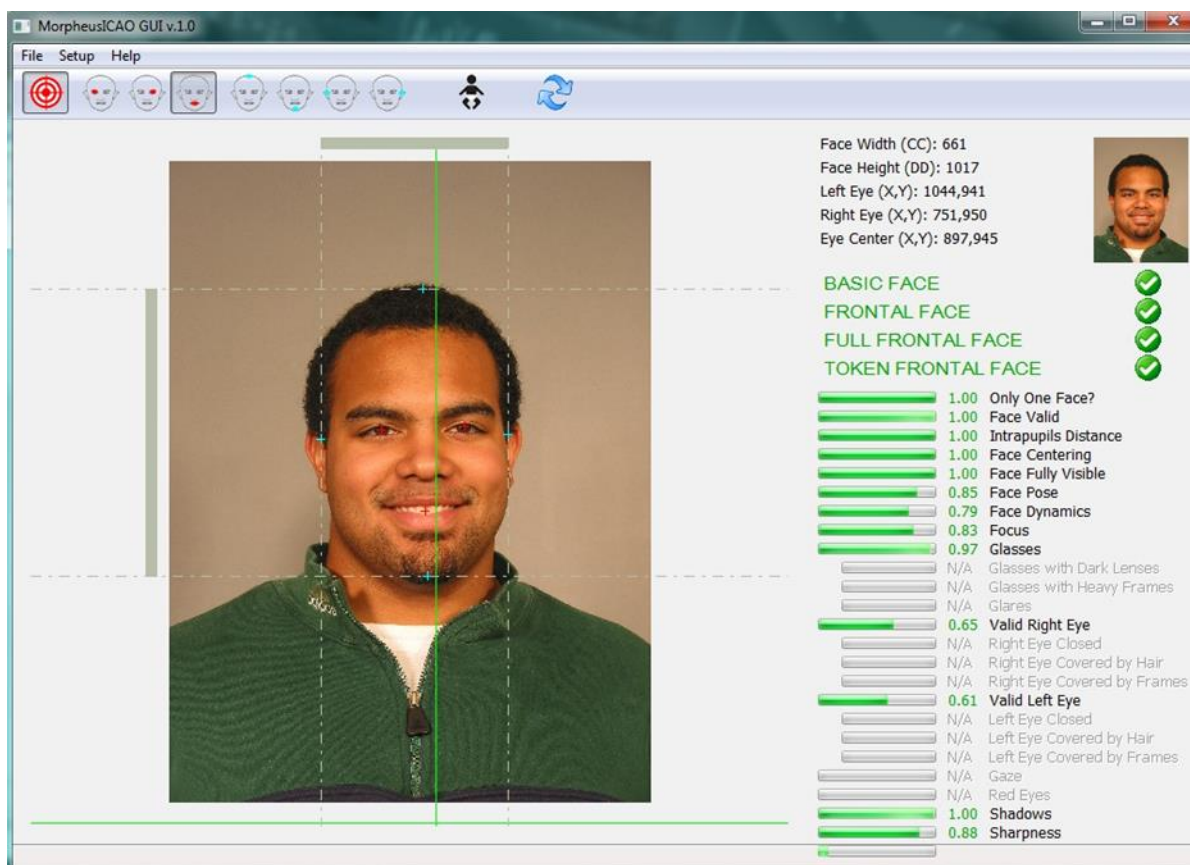 MorpheusICAO GUI v.1.0
File Setup Help
Face Width (CC): 661
Face Height (DD): 1017
Left Eye (X,Y): 1044,941
Right Eye (X,Y): 751,950
Eye Center (X,Y): 897,945
BASIC FACE
FRONTAL FACE
FULL FRONTAL FACE
TOKEN FRONTAL FACE
1.00 Only One Face?
1.00 Face Valid
1.00 Intrapupils Distance
1.00 Face Centering
1.00 Face Fully Visible
0.85 Face Pose
0.79 Face Dynamics
0.83 Focus
0.97 Glasses
N/A Glasses with Dark Lenses
N/A Glasses with Heavy Frames
N/A Glares
0.65 Valid Right Eye
N/A Right Eye Closed
N/A Right Eye Covered by Hair
N/A Right Eye Covered by Frames
0.61 Valid Left Eye
N/A Left Eye Closed
N/A Left Eye Covered by Hair
N/A Left Eye Covered by Frames
N/A Gaze
N/A Red Eyes
1.00 Shadows
0.88 Sharpness